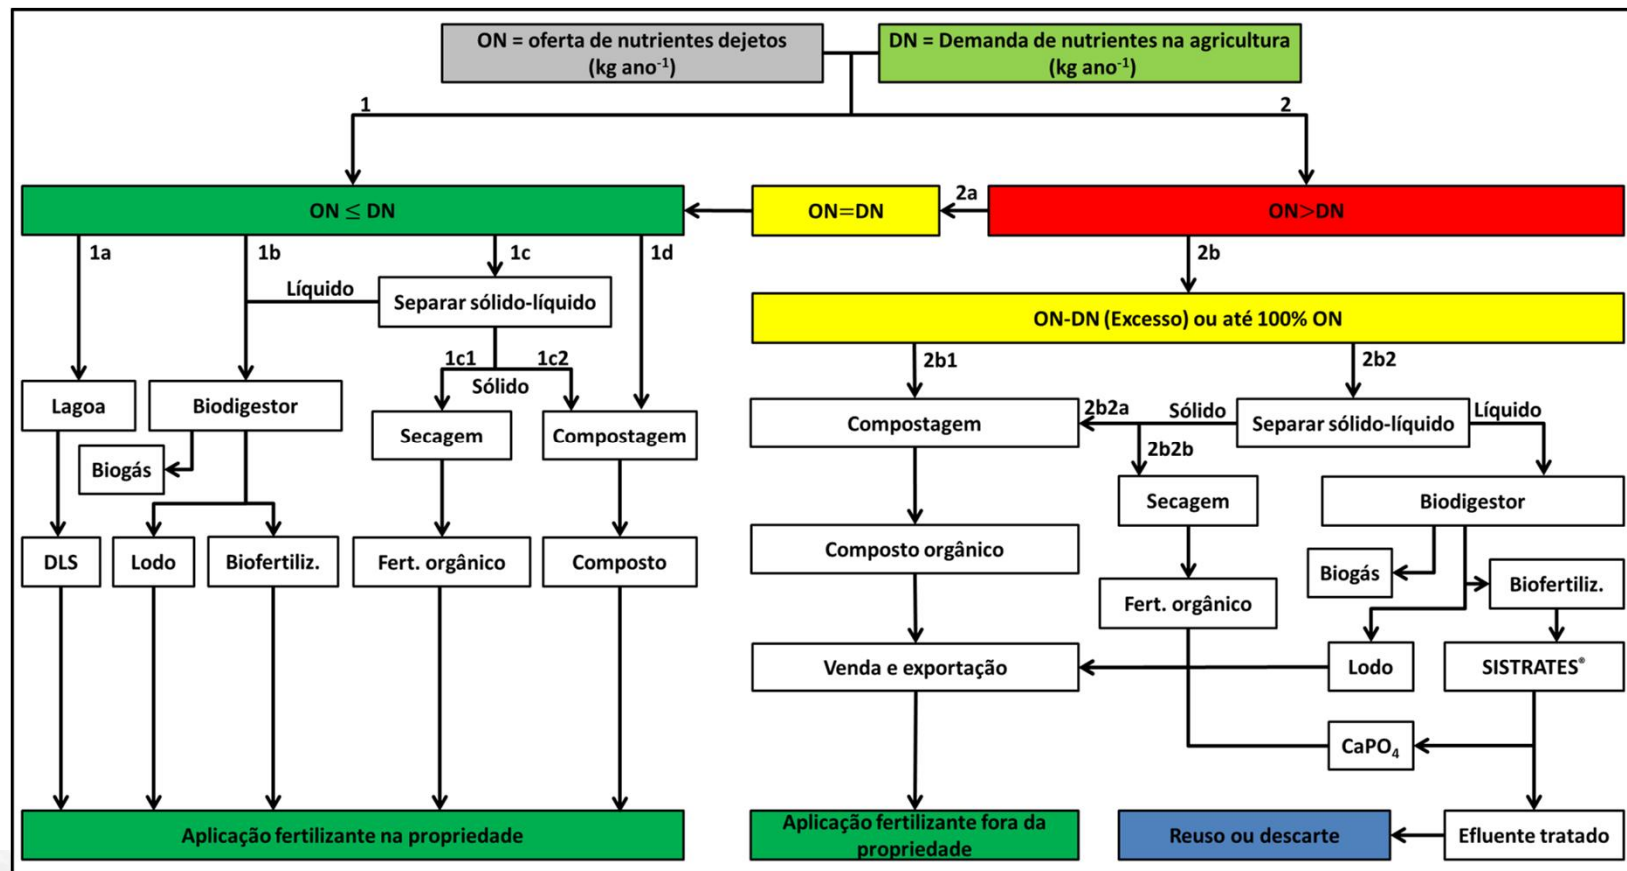 ON = oferta de nutrientes dejetos
(kg ano⁻¹)
DN = Demanda de nutrientes na agricultura
(kg ano⁻¹)
1
2
ON ≤ DN
ON=DN
2a
ON>DN
1a
1b
1c
1d
2b
Líquido
Separar sólido-líquido
ON-DN (Excesso) ou até 100% ON
1c1
1c2
Sólido
2b1
2b2
Lagoa
Biodigestor
Secagem
Compostagem
Compostagem
2b2a
Sólido
Separar sólido-líquido
Líquido
2b2b
Biogás
Secagem
Biodigestor
DLS
Lodo
Biofertiliz.
Fert. orgânico
Composto
Composto orgânico
Biogás
Biofertiliz.
Fert. orgânico
Venda e exportação
Lodo
SISTRATES®
CaPO₄
Aplicação fertilizante na propriedade
Aplicação fertilizante fora da
propriedade
Reuso ou descarte
Efluente tratado